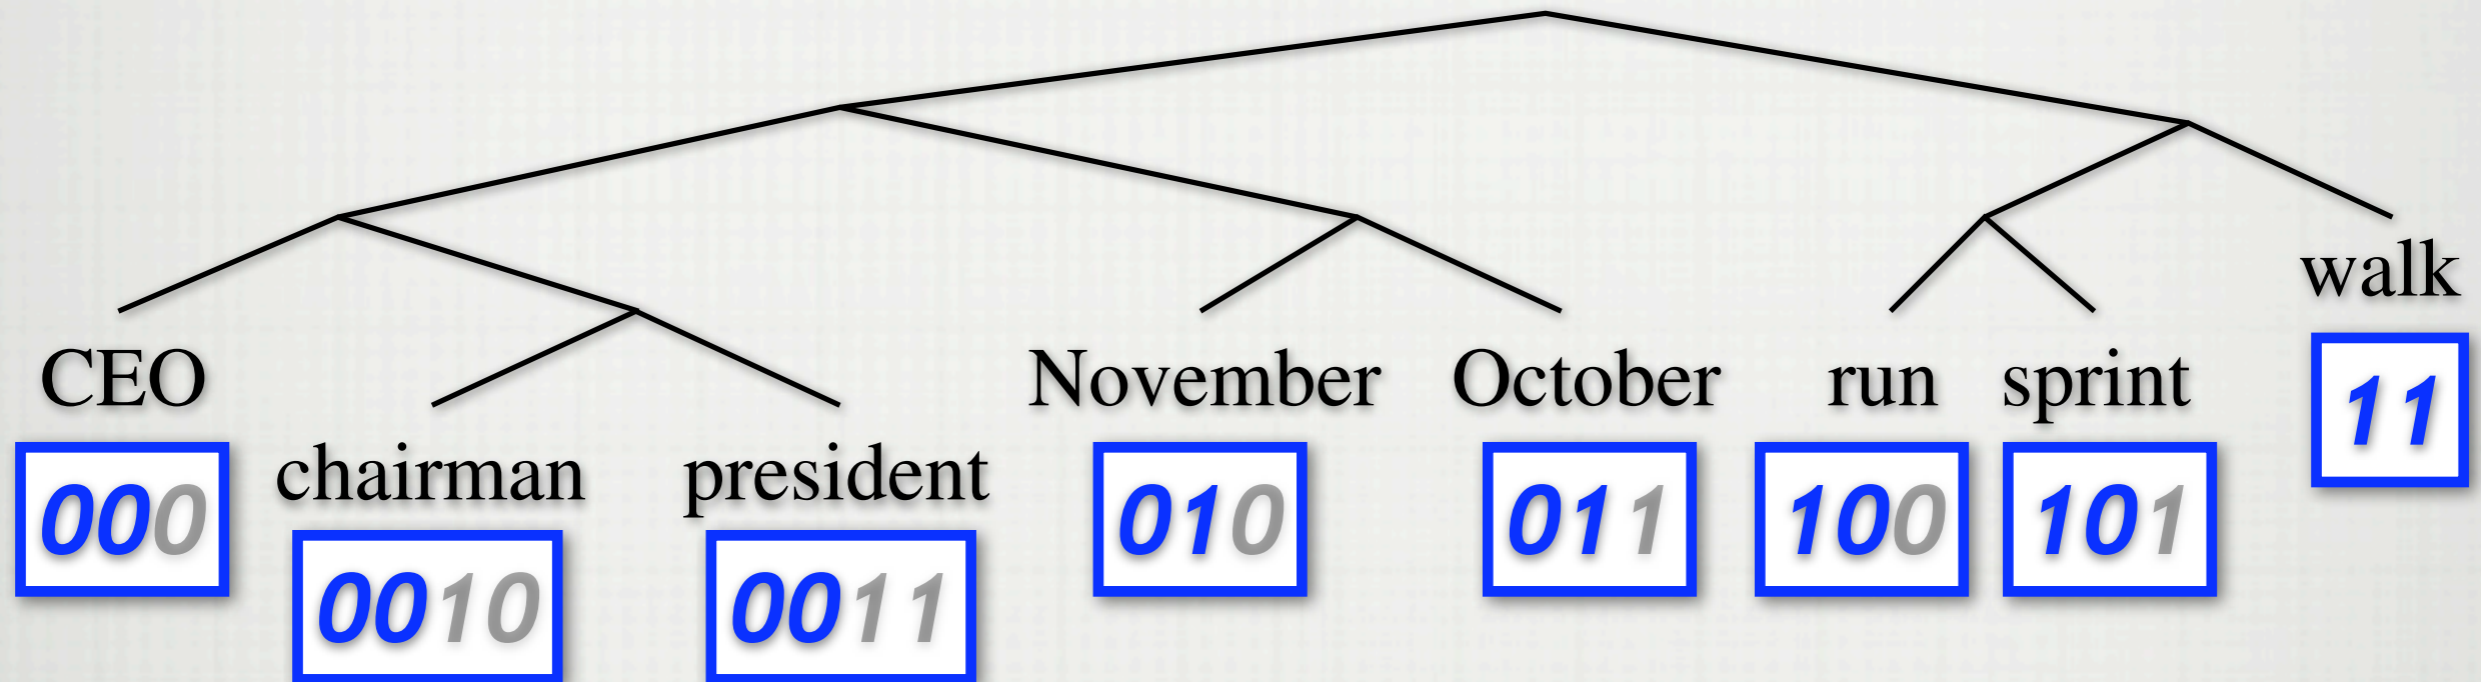 walk
11
CEO November October run sprint
000 010 011 100 101
chairman president
0010 0011